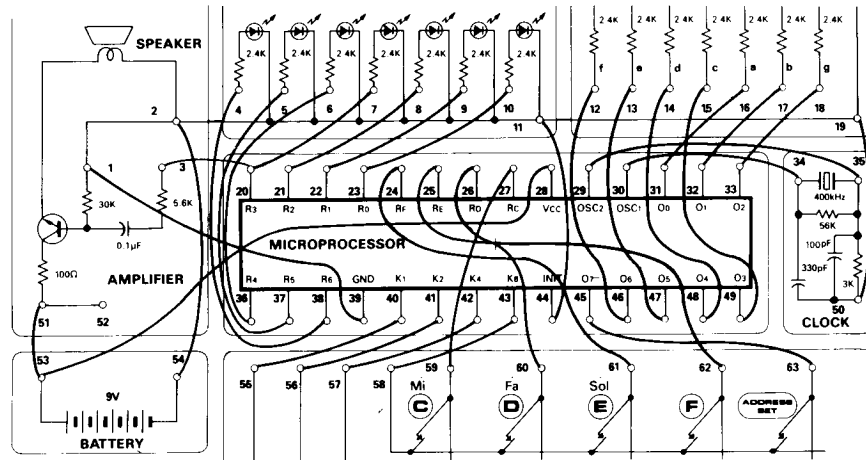 SPEAKER
2.4K 2.4K 2.4K 2.4K 2.4K 2.4K 2.4K
4 5 6 7 8 9 10 11
2.4K 2.4K 2.4K 2.4K 2.4K 2.4K 2.4K
f e d c a b g
12 13 14 15 16 17 18 19
2
1 3
30K 5.6K
0.1µF
100Ω
AMPLIFIER
51 52
20 21 22 23 24 25 26 27 28 29 30 31 32 33
R3 R2 R1 R0 RF RE RD RC VCC OSC2 OSC1 O0 O1 O2
MICROPROCESSOR
R4 R5 R6 GND K1 K2 K4 K8 INIT O7 O6 O5 O4 O3
36 37 38 39 40 41 42 43 44 45 46 47 48 49
34 35
400kHz
56K
100pF
330pF
3K
50
CLOCK
53 54
9V
BATTERY
55 56 57 58 59 60 61 62 63
Mi Fa Sol
C D E F ADDRESS SET